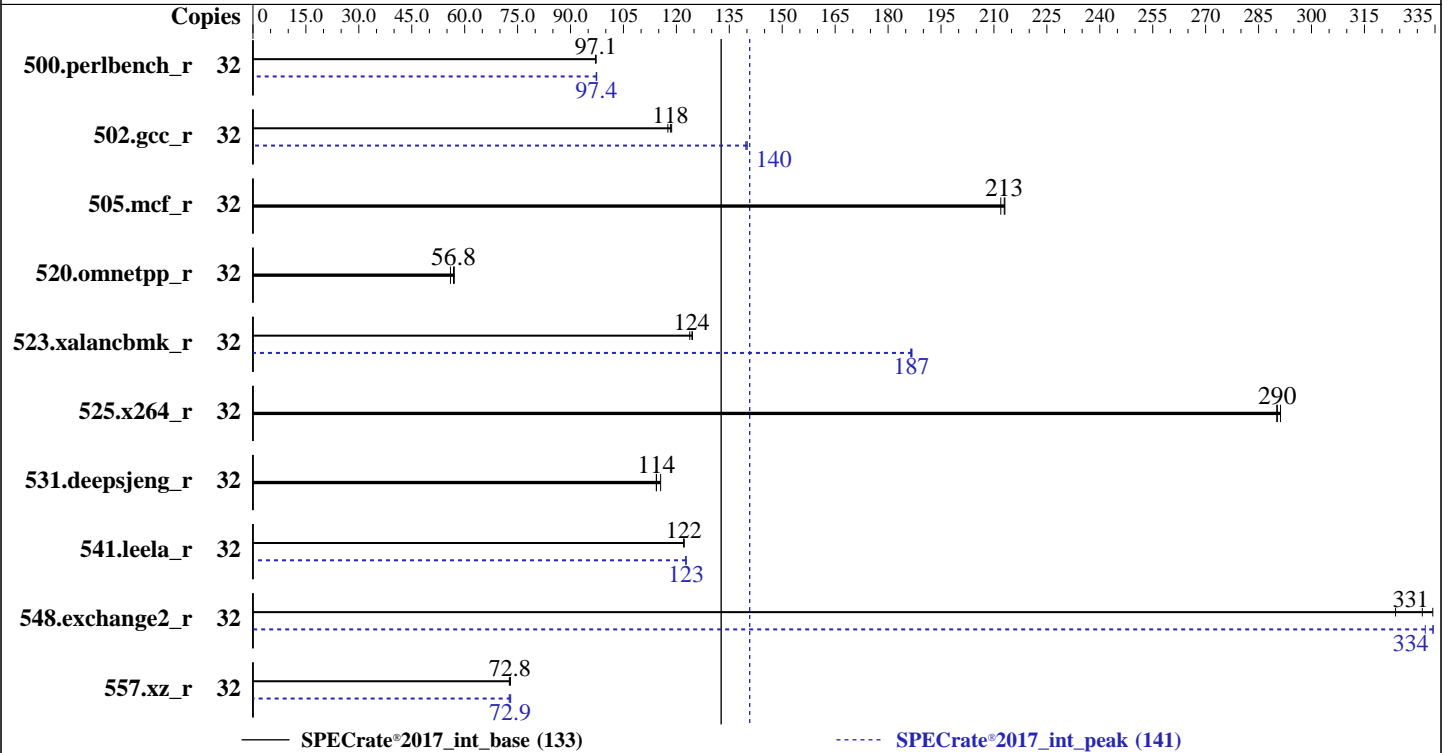 Copies 0 15.0 30.0 45.0 60.0 75.0 90.0 105 120 135 150 165 180 195 210 225 240 255 270 285 300 315 335
500.perlbench_r 32 97.1
97.4
502.gcc_r 32 118
140
505.mcf_r 32 213
520.omnetpp_r 32 56.8
523.xalancbmk_r 32 124
187
525.x264_r 32 290
531.deepsjeng_r 32 114
541.leela_r 32 122
123
548.exchange2_r 32 331
334
557.xz_r 32 72.8
72.9
SPECrate®2017_int_base (133) SPECrate®2017_int_peak (141)